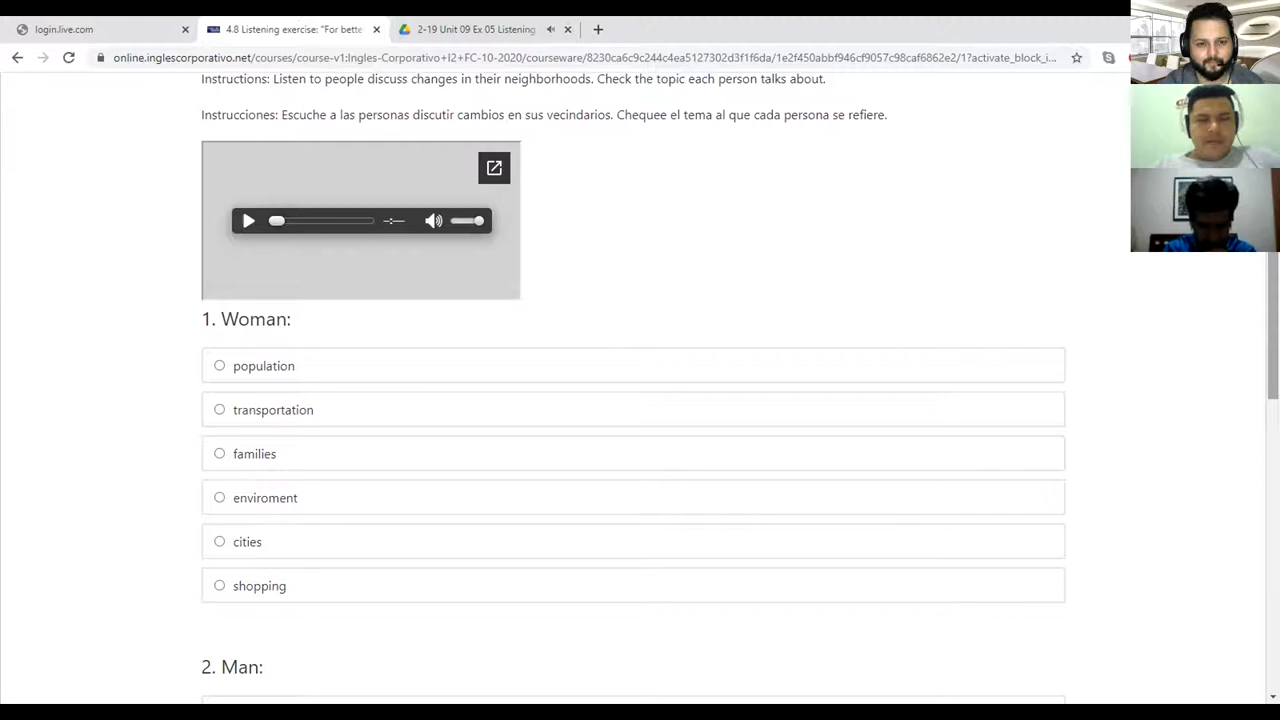 login.live.com
4.8 Listening exercise: "For bette
2-19 Unit 09 Ex 05 Listening
online.inglescorporativo.net/courses/course-v1:Ingles-Corporativo+
10-2000/courseware/8230ca6c9c244c4ea5127302d3f1f6da/1e2f450abbf946cf9057c98caf6862e2/1?activate_block_i...
Instructions: Listen to people discuss changes in their neighborhoods. Check the topic each person talks about.
Instrucciones: Escuche a las personas discutir cambios en sus vecindarios. Chequee el tema al que cada persona se refiere.
1. Woman:
population
transportation
families
enviroment
cities
shopping
2. Man: